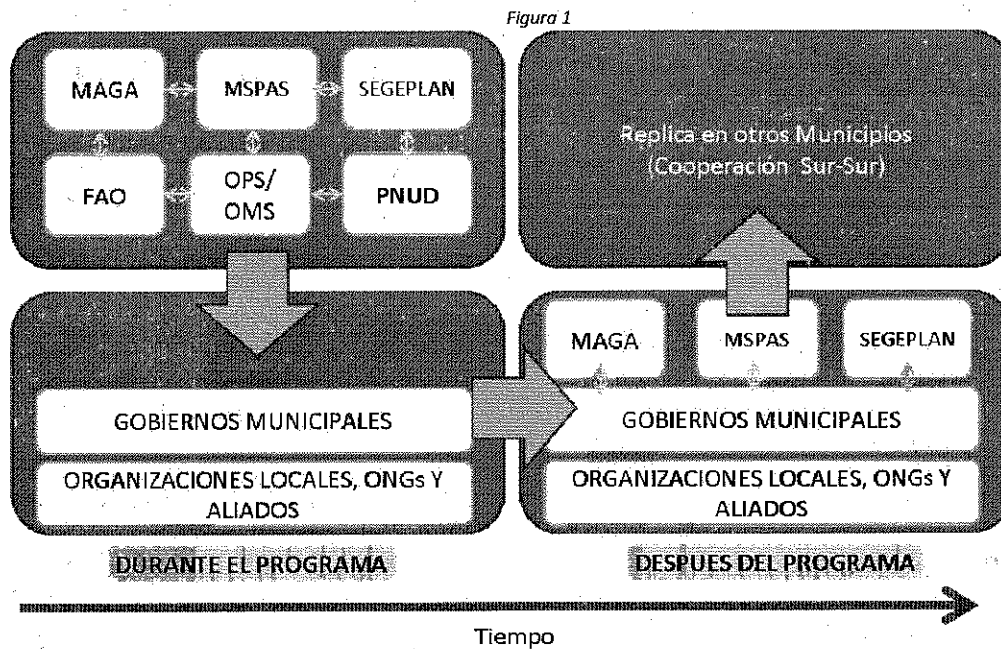 Figura 1
MAGA
MSPAS
SEGEPLAN
FAO
OPS/
OMS
PNUD
Replica en otros Municipios
(Cooperación Sur-Sur)
GOBIERNOS MUNICIPALES
ORGANIZACIONES LOCALES, ONGs Y
ALIADOS
MAGA
MSPAS
SEGEPLAN
GOBIERNOS MUNICIPALES
ORGANIZACIONES LOCALES, ONGs Y
ALIADOS
DURANTE EL PROGRAMA
DESPUES DEL PROGRAMA
Tiempo